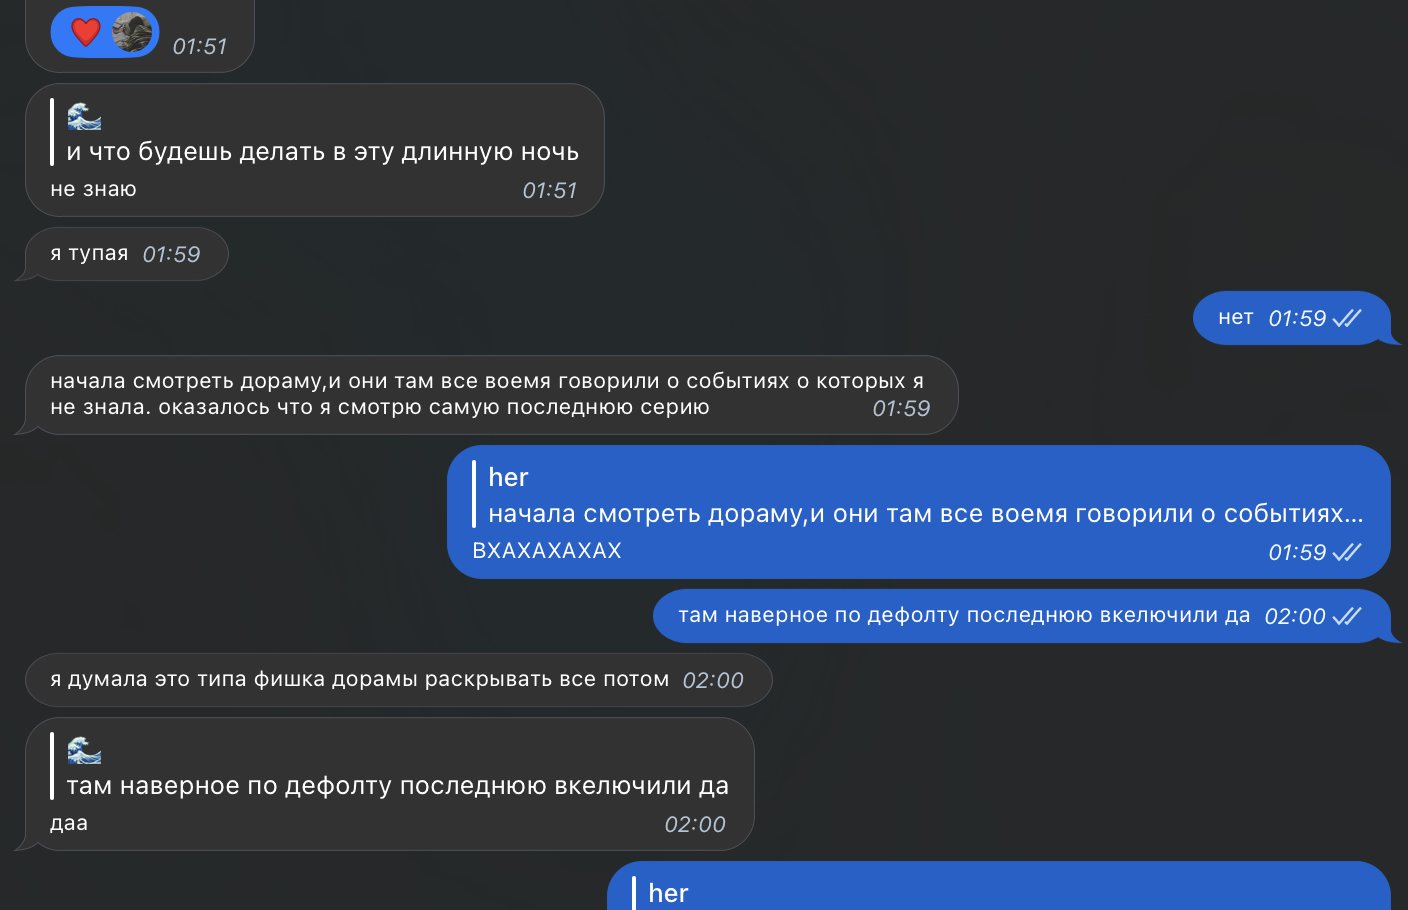 01:51
и что будешь делать в эту длинную ночь
не знаю 01:51
я тупая 01:59
нет 01:59
начала смотреть дораму,и они там все воемя говорили о событиях о которых я
не знала. оказалось что я смотрю самую последнюю серию 01:59
her
начала смотреть дораму,и они там все воемя говорили о событиях...
ВХАХАХАХАХ 01:59
там наверное по дефолту последнюю вкелючили да 02:00
я думала это типа фишка дорамы раскрывать все потом 02:00
там наверное по дефолту последнюю вкелючили да
даа 02:00
her